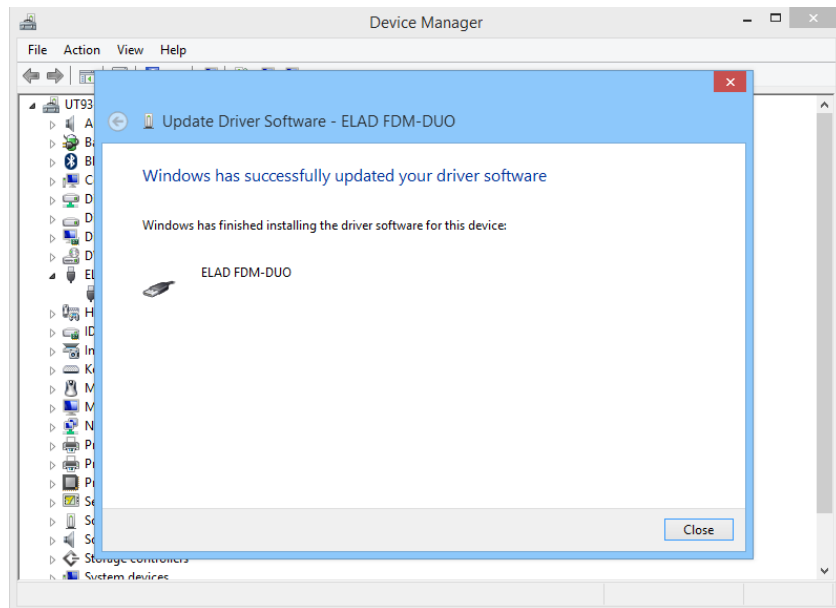 Device Manager
File Action View Help
UT93
Update Driver Software - ELAD FDM-DUO
Windows has successfully updated your driver software
Windows has finished installing the driver software for this device:
ELAD FDM-DUO
Close
Storage controllers
System devices